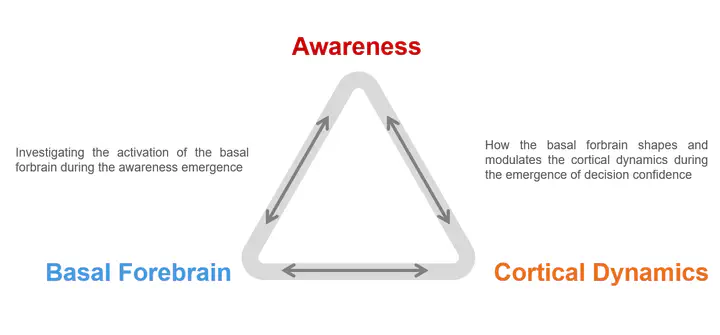 Awareness
Investigating the activation of the basal
forbrain during the awareness emergence
How the basal forbrain shapes and
modulates the cortical dynamics during
the emergence of decision confidence
Basal Forebrain
Cortical Dynamics